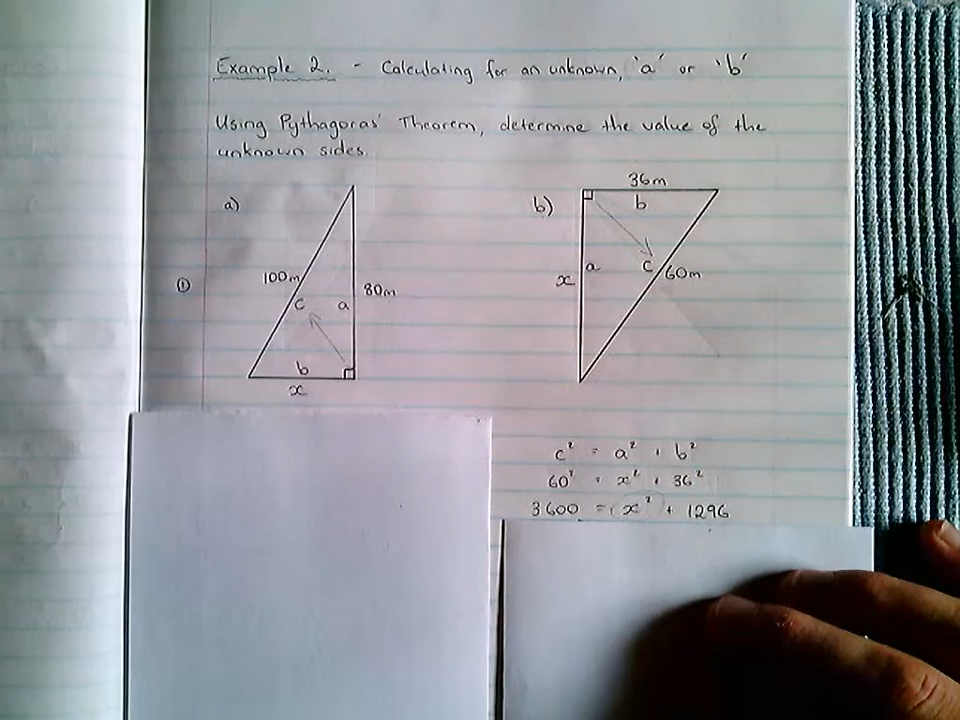 Example 2. - Calculating for an unknown, 'a' or 'b'
Using Pythagoras' Theorem, determine the value of the
unknown sides.
a)
①
100m
c
a
80m
b
x
b)
36m
b
x
a
c
60m
c² = a² + b²
60² = x² + 36²
3600 = x² + 1296